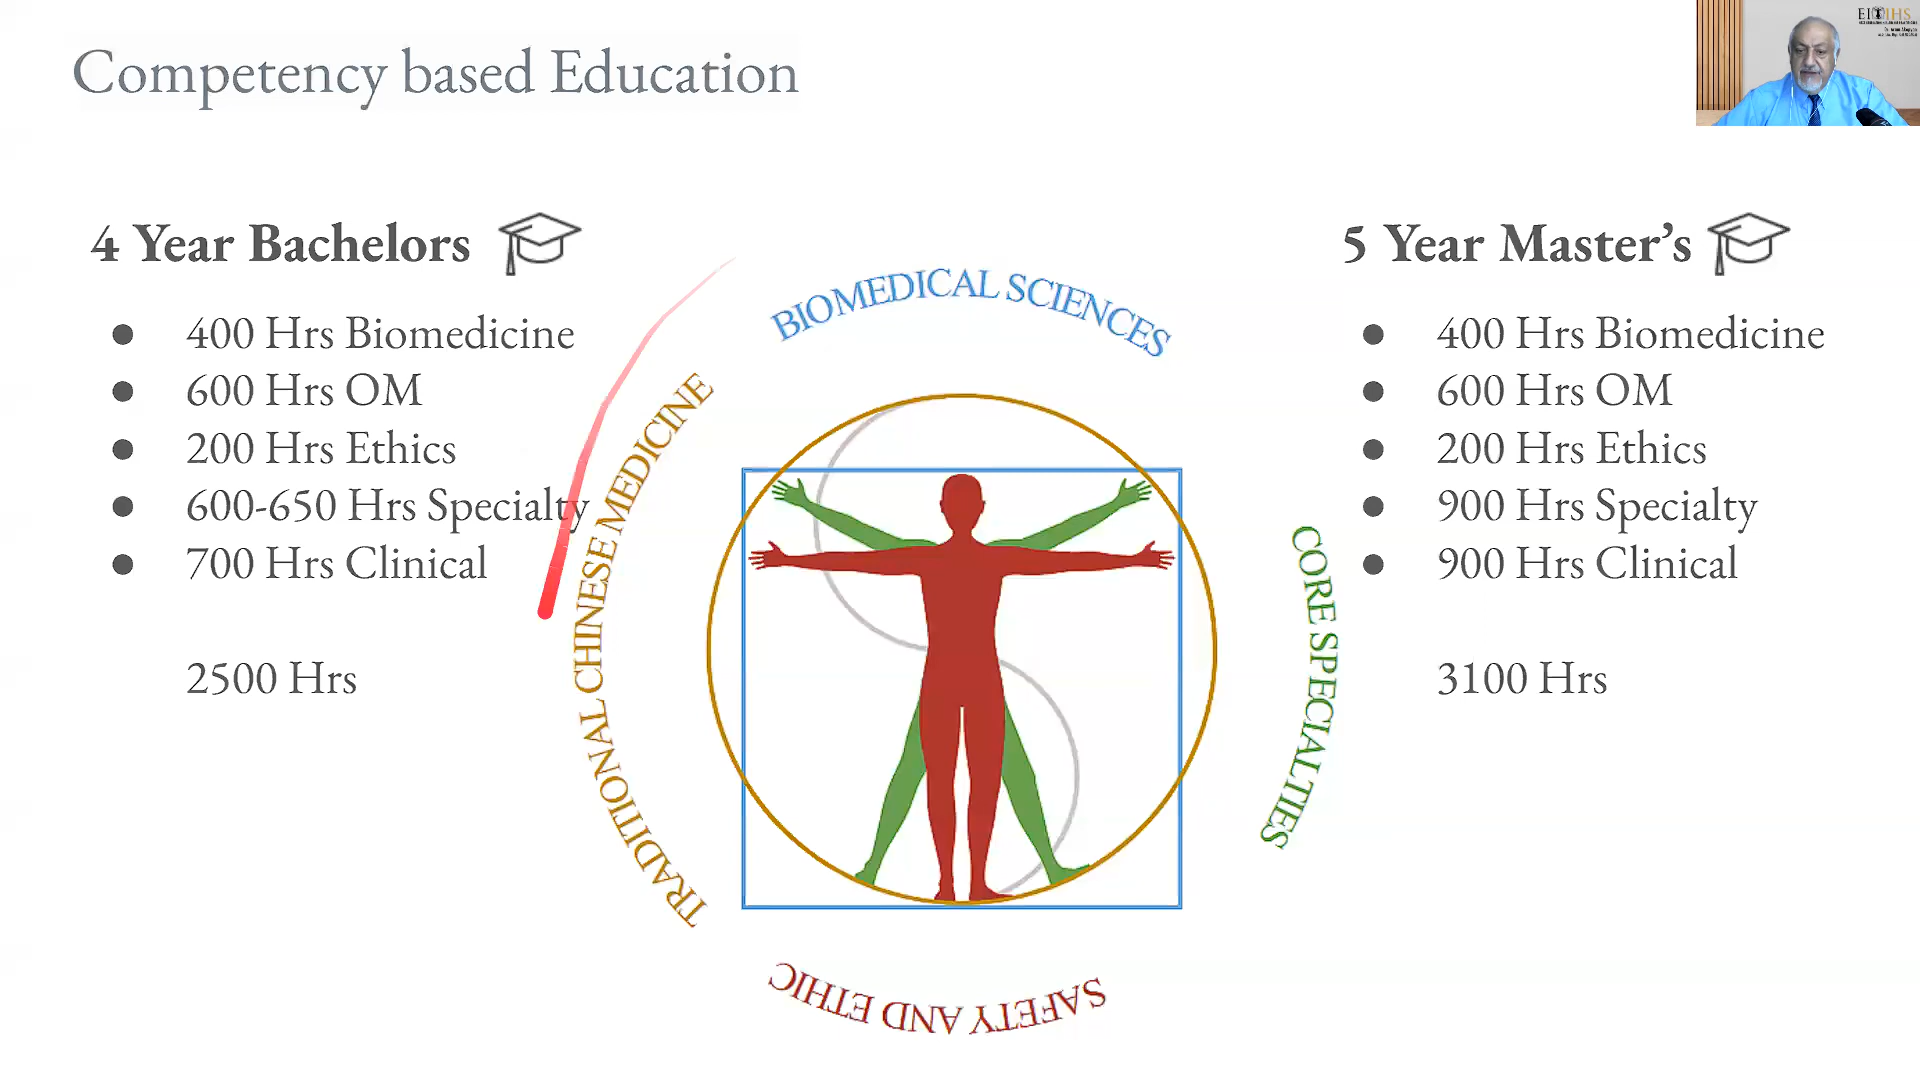 Competency based Education
EI IHS
4 Year Bachelors
400 Hrs Biomedicine
600 Hrs OM
200 Hrs Ethics
600-650 Hrs Specialty
700 Hrs Clinical
2500 Hrs
BIOMEDICAL SCIENCES
TRADITIONAL CHINESE MEDICINE
CORE SPECIALTIES
SAFETY AND ETHIC
5 Year Master’s
400 Hrs Biomedicine
600 Hrs OM
200 Hrs Ethics
900 Hrs Specialty
900 Hrs Clinical
3100 Hrs